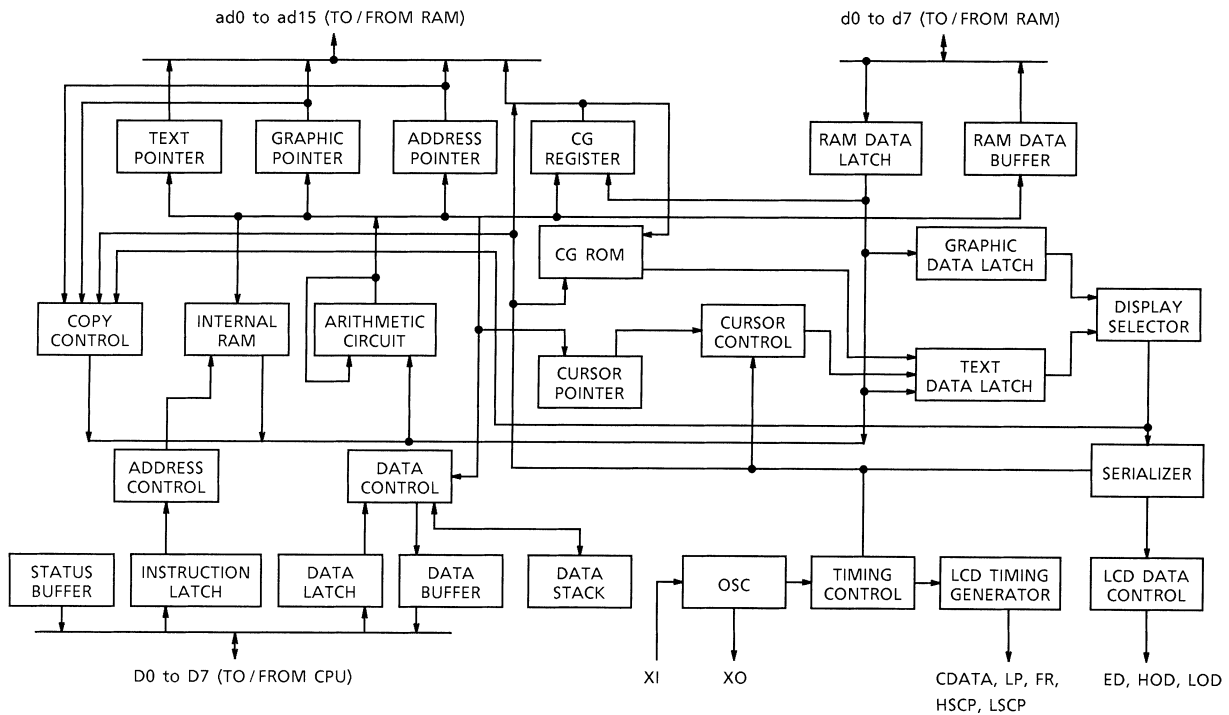 ad0 to ad15 (TO / FROM RAM)
d0 to d7 (TO / FROM RAM)
TEXT
POINTER
GRAPHIC
POINTER
ADDRESS
POINTER
CG
REGISTER
RAM DATA
LATCH
RAM DATA
BUFFER
CG ROM
GRAPHIC
DATA LATCH
COPY
CONTROL
INTERNAL
RAM
ARITHMETIC
CIRCUIT
CURSOR
CONTROL
DISPLAY
SELECTOR
CURSOR
POINTER
TEXT
DATA LATCH
ADDRESS
CONTROL
DATA
CONTROL
SERIALIZER
STATUS
BUFFER
INSTRUCTION
LATCH
DATA
LATCH
DATA
BUFFER
DATA
STACK
OSC
TIMING
CONTROL
LCD TIMING
GENERATOR
LCD DATA
CONTROL
D0 to D7 (TO / FROM CPU)
XI
XO
CDATA, LP, FR,
HSCP, LSCP
ED, HOD, LOD